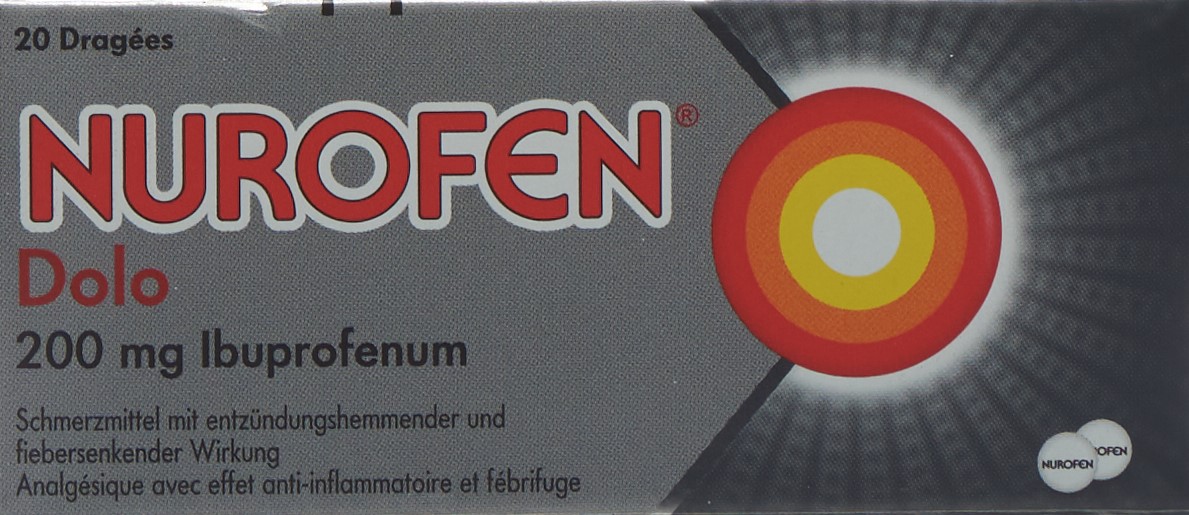 20 Dragées
NUROFEN®
Dolo
200 mg Ibuprofenum
Schmerzmittel mit entzündungshemmender und
fiebersenkender Wirkung
Analgésique avec effet anti-inflammatoire et fébrifuge
NUROFEN
OFEN